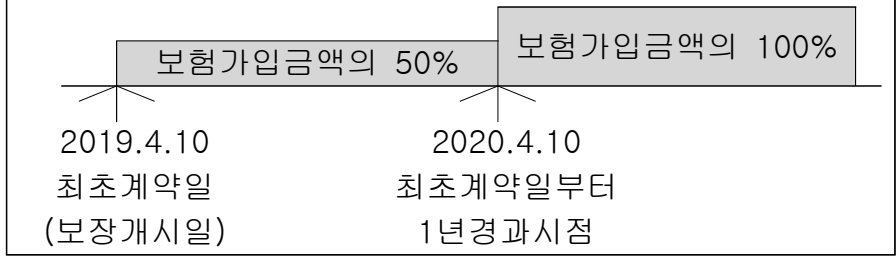 보험가입금액의 50%
보험가입금액의 100%
2019.4.10
최초계약일
(보장개시일)
2020.4.10
최초계약일부터
1년경과시점